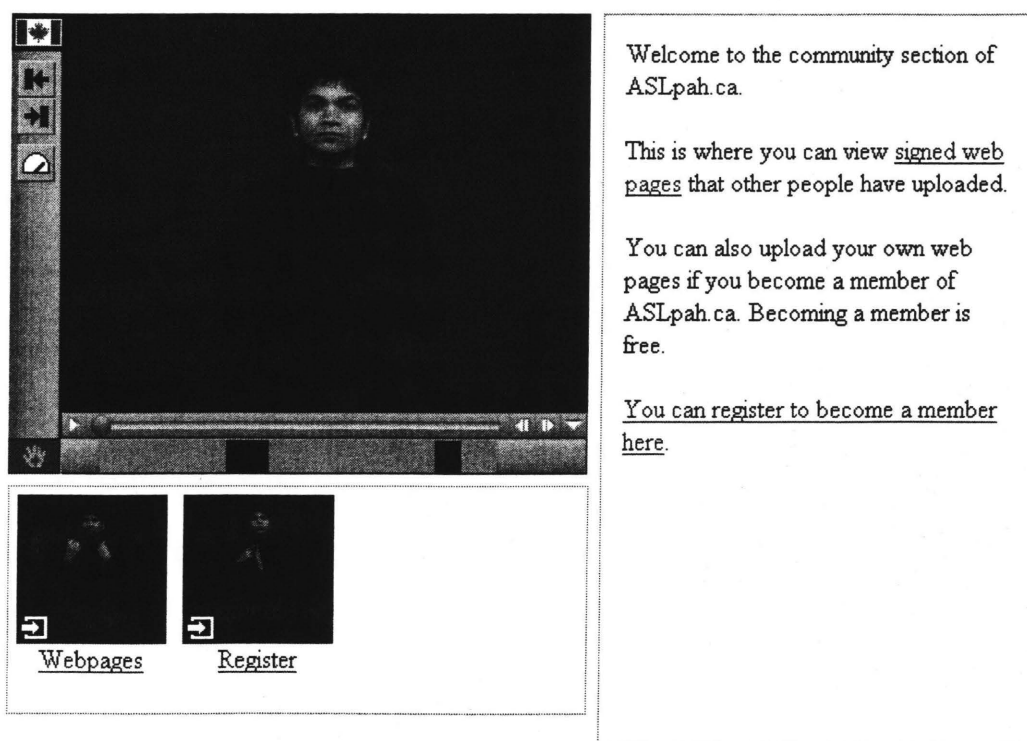 Welcome to the community section of
ASLpah.ca.
This is where you can view signed web
pages that other people have uploaded.
You can also upload your own web
pages if you become a member of
ASLpah.ca. Becoming a member is
free.
You can register to become a member
here.
Webpages
Register